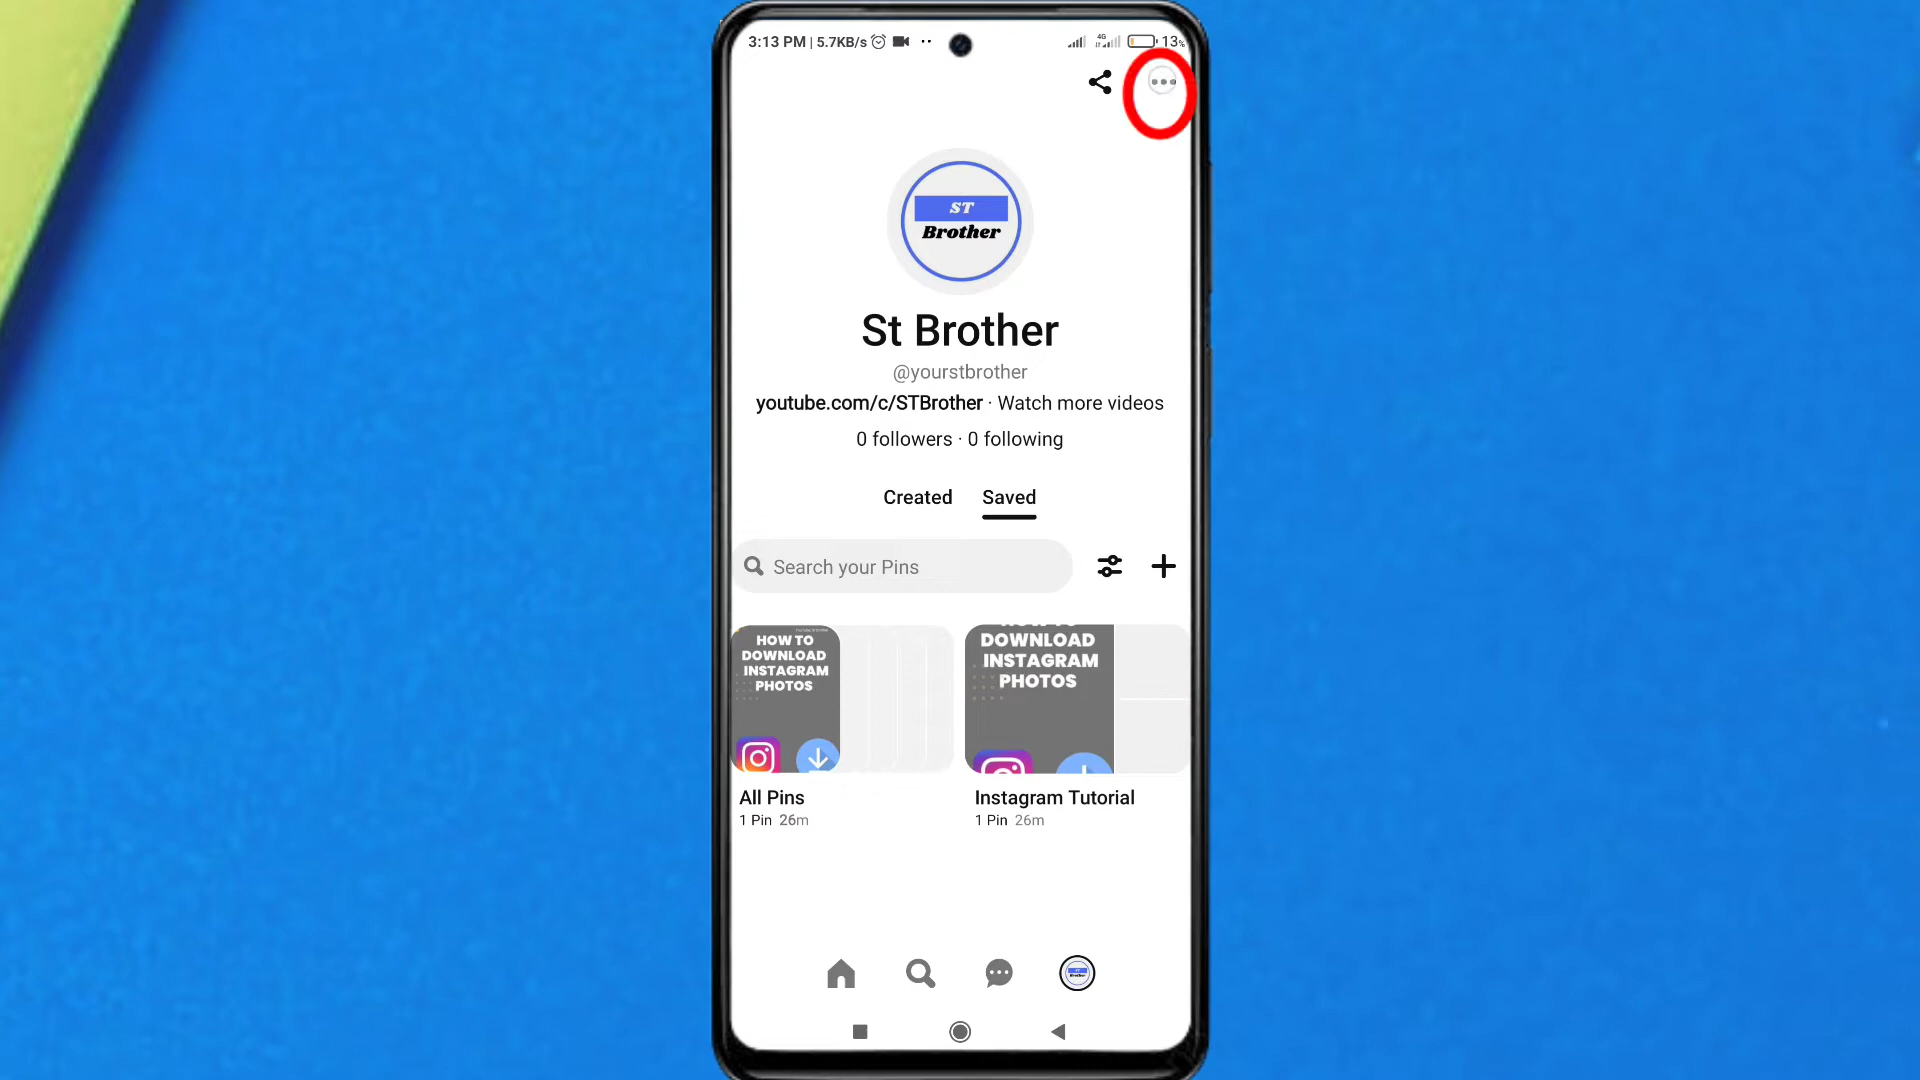 3:13 PM | 5.7KB/s 4G 13%
ST
Brother
St Brother
@yourstbrother
youtube.com/c/STBrother · Watch more videos
0 followers · 0 following
Created Saved
Search your Pins
HOW TO
DOWNLOAD
INSTAGRAM
PHOTOS
DOWNLOAD
INSTAGRAM
PHOTOS
All Pins
1 Pin 26m
Instagram Tutorial
1 Pin 26m